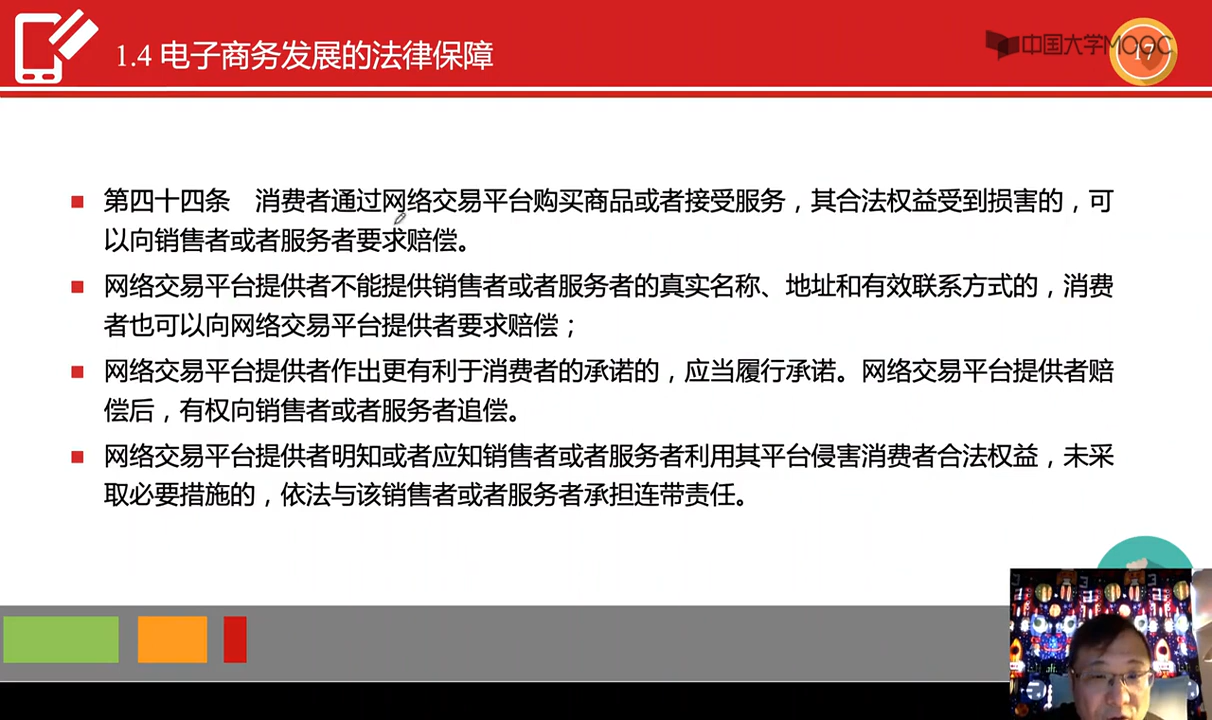 1.4 电子商务发展的法律保障
中国大学MOOC
17
第四十四条 消费者通过网络交易平台购买商品或者接受服务，其合法权益受到损害的，可
以向销售者或者服务者要求赔偿。
网络交易平台提供者不能提供销售者或者服务者的真实名称、地址和有效联系方式的，消费
者也可以向网络交易平台提供者要求赔偿；
网络交易平台提供者作出更有利于消费者的承诺的，应当履行承诺。网络交易平台提供者赔
偿后，有权向销售者或者服务者追偿。
网络交易平台提供者明知或者应知销售者或者服务者利用其平台侵害消费者合法权益，未采
取必要措施的，依法与该销售者或者服务者承担连带责任。